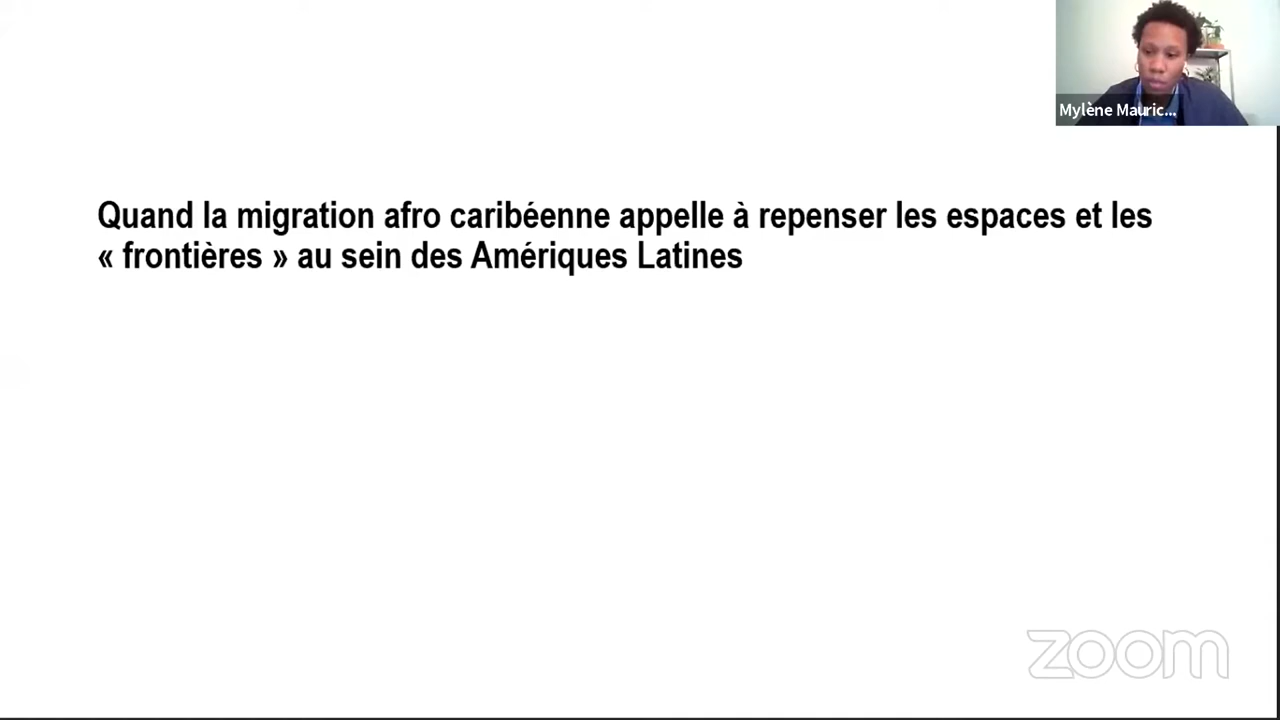 Mylène Mauric...
Quand la migration afro caribéenne appelle à repenser les espaces et les
« frontières » au sein des Amériques Latines
zoom